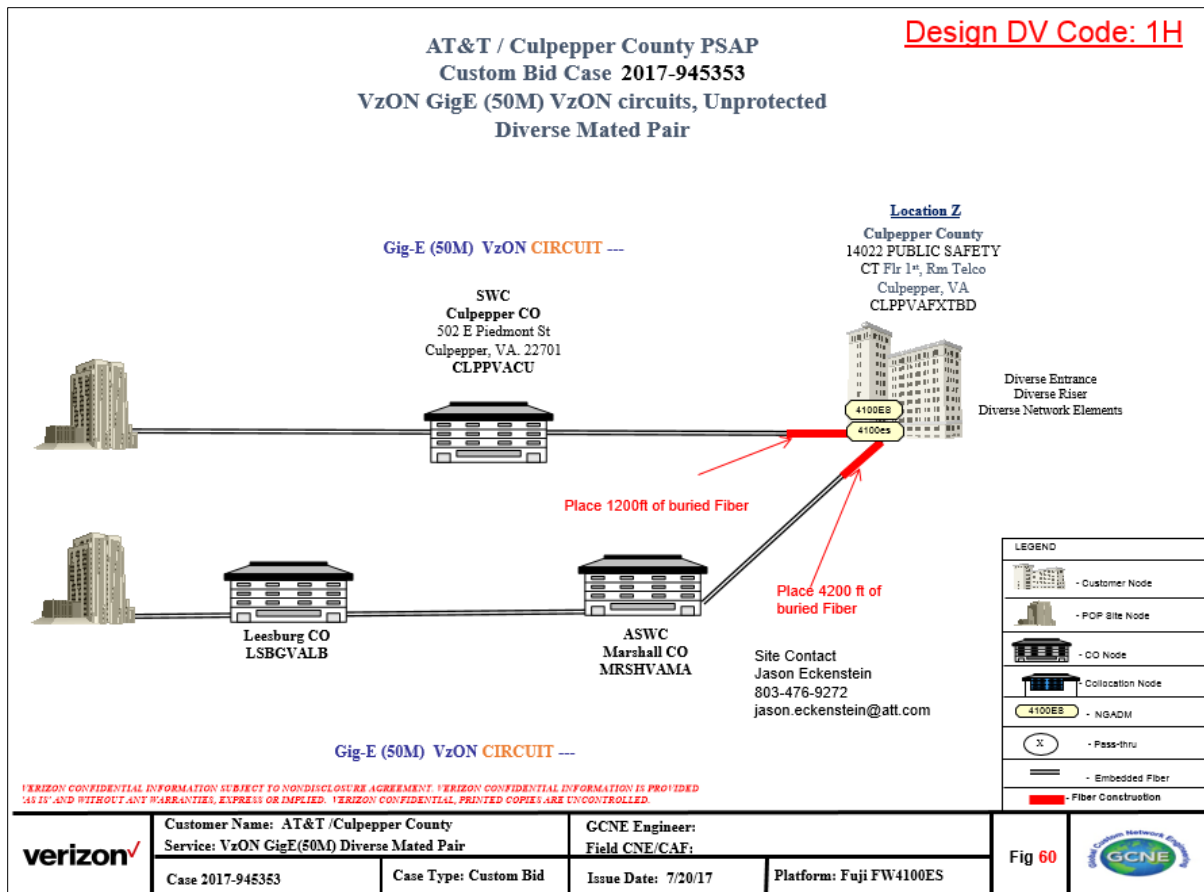 Design DV Code: 1H
AT&T / Culpepper County PSAP
Custom Bid Case 2017-945353
VzON GigE (50M) VzON circuits, Unprotected
Diverse Mated Pair
Location Z
Culpepper County
14022 PUBLIC SAFETY
CT Flr 1st, Rm Telco
Culpepper, VA
CLPPVAFXTBD
Gig-E (50M) VzON CIRCUIT ---
SWC
Culpepper CO
502 E Piedmont St
Culpepper, VA. 22701
CLPPVACU
Diverse Entrance
Diverse Riser
Diverse Network Elements
4100ES
4100es
Place 1200ft of buried Fiber
Place 4200 ft of
buried Fiber
Leesburg CO
LSBGVALB
ASWC
Marshall CO
MRSHVAMA
Site Contact
Jason Eckenstein
803-476-9272
jason.eckenstein@att.com
Gig-E (50M) VzON CIRCUIT ---
LEGEND
- Customer Node
- POP Site Node
- CO Node
- Collocation Node
4100ES - NGADM
X - Pass-thru
- Embedded Fiber
- Fiber Construction
VERIZON CONFIDENTIAL INFORMATION SUBJECT TO NONDISCLOSURE AGREEMENT. VERIZON CONFIDENTIAL INFORMATION IS PROVIDED
'AS IS' AND WITHOUT ANY WARRANTIES, EXPRESS OR IMPLIED. VERIZON CONFIDENTIAL, PRINTED COPIES ARE UNCONTROLLED.
verizon
Customer Name: AT&T /Culpepper County
Service: VzON GigE(50M) Diverse Mated Pair
GCNE Engineer:
Field CNE/CAF:
Case 2017-945353
Case Type: Custom Bid
Issue Date: 7/20/17
Platform: Fuji FW4100ES
Fig 60
Global Custom Network Engineering
GCNE